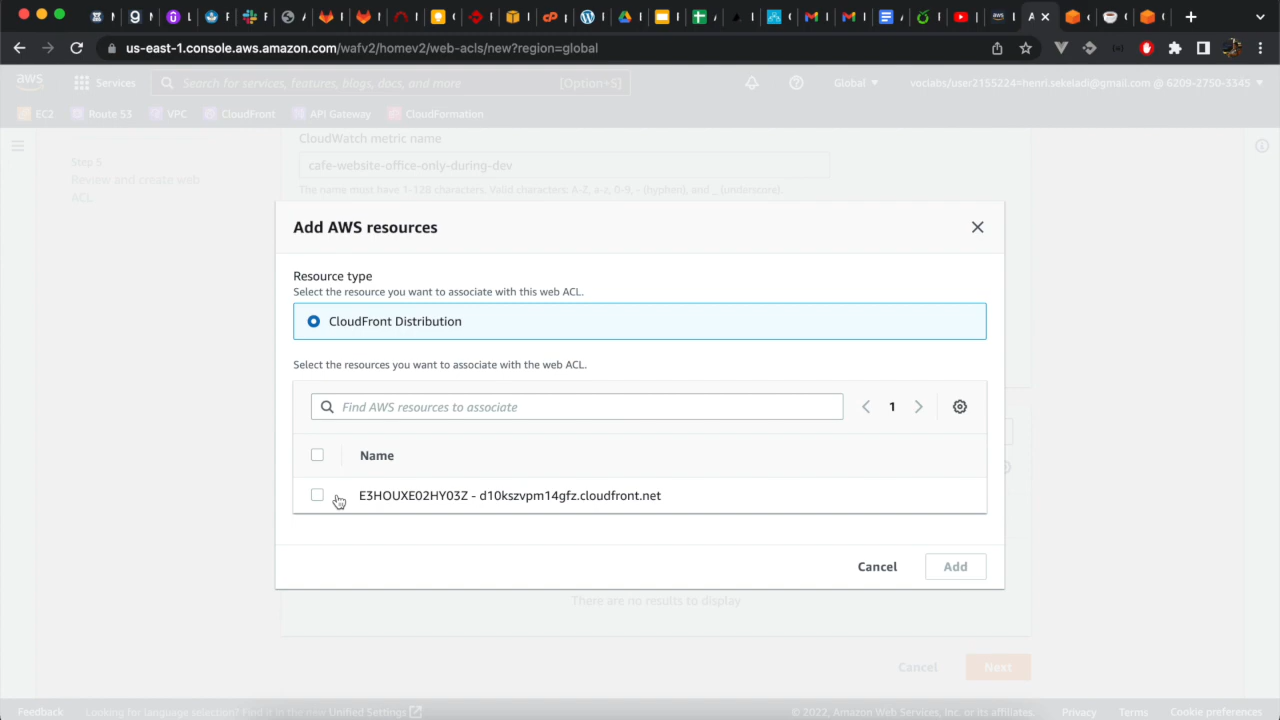 us-east-1.console.aws.amazon.com/wafv2/homev2/web-acls/new?region=global
aws
Services
Search for services, features, blogs, docs, and more
[Option+S]
Global
voclabs/user2155224=henri.sekeladi@gmail.com @ 6209-2750-3345
EC2
Route 53
VPC
CloudFront
API Gateway
CloudFormation
Step 5
Review and create web
ACL
CloudWatch metric name
cafe-website-office-only-during-dev
The name must have 1-128 characters. Valid characters: A-Z, a-z, 0-9, - (hyphen), and _ (underscore).
Add AWS resources
Resource type
Select the resource you want to associate with this web ACL.
CloudFront Distribution
Select the resources you want to associate with the web ACL.
Find AWS resources to associate
1
Name
E3HOUXE02HY03Z - d10kszvpm14gfz.cloudfront.net
Cancel
Add
There are no results to display
Cancel
Next
Feedback
Looking for language selection? Find it in the new Unified Settings
© 2022, Amazon Web Services, Inc. or its affiliates.
Privacy
Terms
Cookie preferences